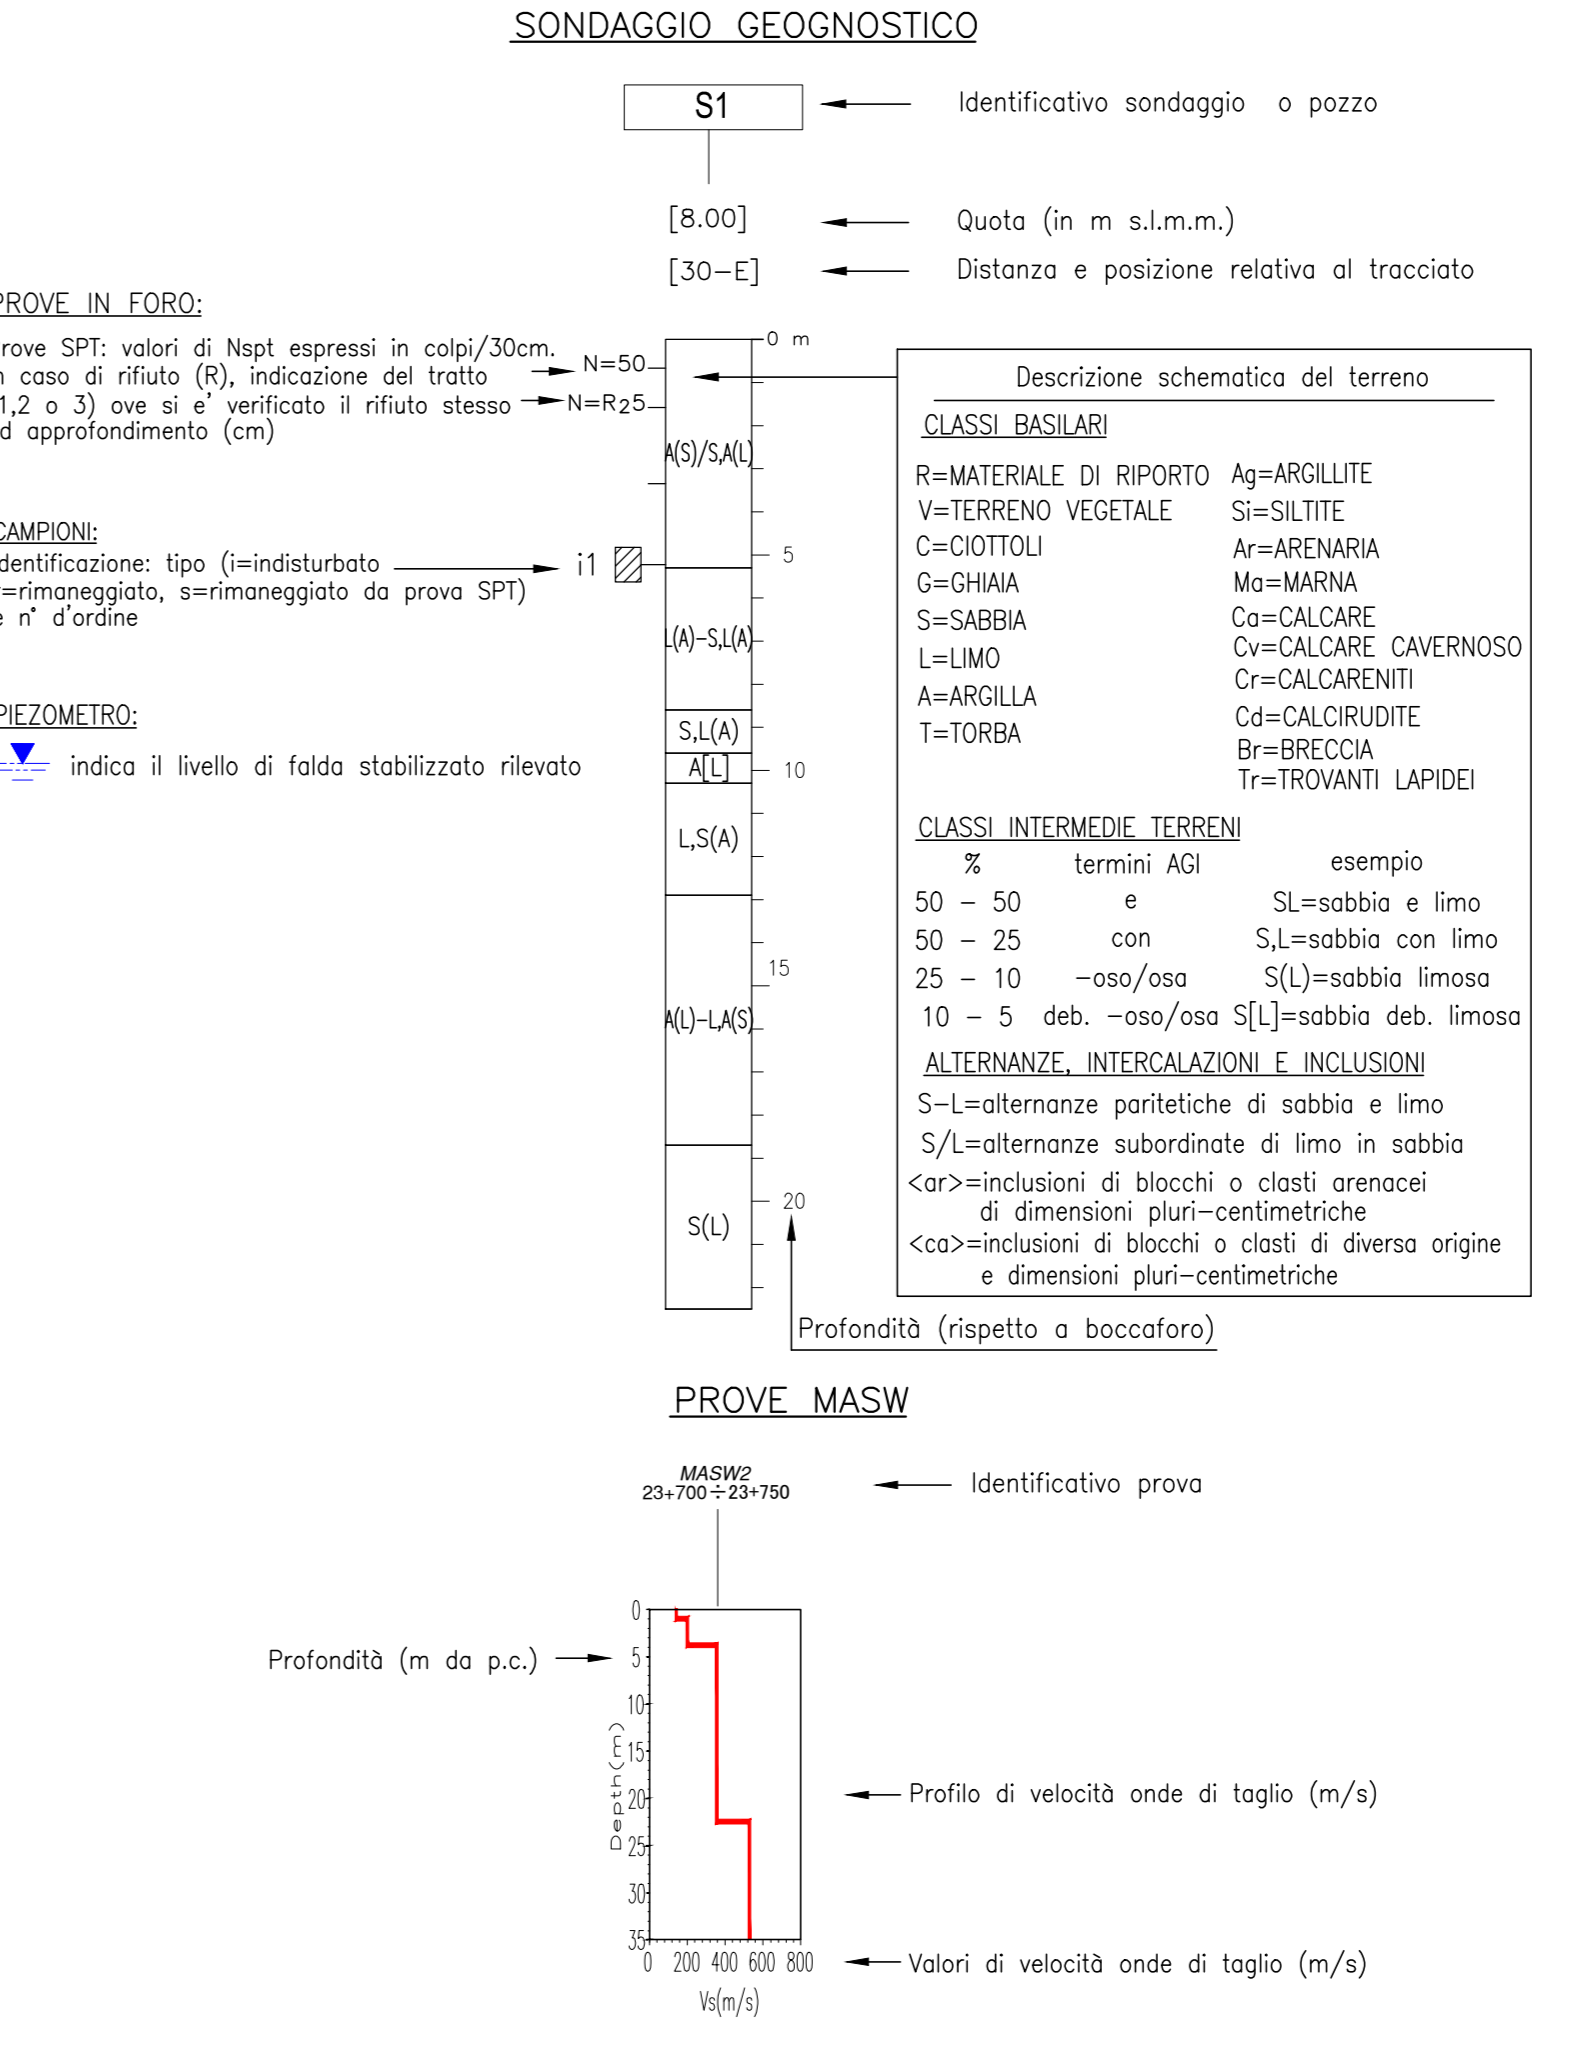 SONDAGGIO GEOGNOSTICO
S1
Identificativo sondaggio o pozzo
[8.00]
Quota (in m s.l.m.m.)
[30-E]
Distanza e posizione relativa al tracciato
PROVE IN FORO:
rove SPT: valori di Nspt espressi in colpi/30cm.
n caso di rifiuto (R), indicazione del tratto
1,2 o 3) ove si e' verificato il rifiuto stesso
d approfondimento (cm)
N=50
N=R25
CAMPIONI:
dentificazione: tipo (i=indisturbato
r=rimaneggiato, s=rimaneggiato da prova SPT)
e n° d'ordine
i1
PIEZOMETRO:
indica il livello di falda stabilizzato rilevato
0 m
A(S)/S,A(L)
5
L(A)-S,L(A)
S,L(A)
A[L]
10
L,S(A)
15
A(L)-L,A(S)
20
S(L)
Profondità (rispetto a boccaforo)
Descrizione schematica del terreno
CLASSI BASILARI
R=MATERIALE DI RIPORTO
V=TERRENO VEGETALE
C=CIOTTOLI
G=GHIAIA
S=SABBIA
L=LIMO
A=ARGILLA
T=TORBA
Ag=ARGILLITE
Si=SILTITE
Ar=ARENARIA
Ma=MARNA
Ca=CALCARE
Cv=CALCARE CAVERNOSO
Cr=CALCARENITI
Cd=CALCIRUDITE
Br=BRECCIA
Tr=TROVANTI LAPIDEI
CLASSI INTERMEDIE TERRENI
% termini AGI esempio
50 - 50 e SL=sabbia e limo
50 - 25 con S,L=sabbia con limo
25 - 10 -oso/osa S(L)=sabbia limosa
10 - 5 deb. -oso/osa S[L]=sabbia deb. limosa
ALTERNANZE, INTERCALAZIONI E INCLUSIONI
S-L=alternanze paritetiche di sabbia e limo
S/L=alternanze subordinate di limo in sabbia
<ar>=inclusioni di blocchi o clasti arenacei
di dimensioni pluri-centimetriche
<ca>=inclusioni di blocchi o clasti di diversa origine
e dimensioni pluri-centimetriche
PROVE MASW
MASW2
23+700÷23+750
Identificativo prova
Profondità (m da p.c.)
Depth(m)
0
5
10
15
20
25
30
35
0 200 400 600 800
Vs(m/s)
Profilo di velocità onde di taglio (m/s)
Valori di velocità onde di taglio (m/s)